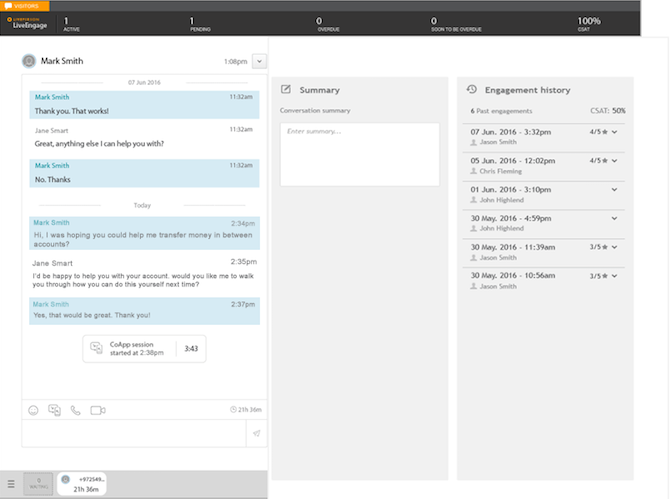 VISITORS
LIVEPERSON
LiveEngage
1
ACTIVE
1
PENDING
0
OVERDUE
0
SOON TO BE OVERDUE
100%
CSAT
Mark Smith
1:08pm
07 Jun 2016
Mark Smith 11:32am
Thank you. That works!
Jane Smart 11:32am
Great, anything else I can help you with?
Mark Smith 11:32am
No. Thanks
Today
Mark Smith 2:34pm
Hi, I was hoping you could help me transfer money in between
accounts?
Jane Smart 2:35pm
I'd be happy to help you with your account. would you like me to walk
you through how you can do this yourself next time?
Mark Smith 2:37pm
Yes, that would be great. Thank you!
CoApp session
started at 2:38pm
3:43
21h 36m
0
WAITING
+972548...
21h 36m
Summary
Conversation summary
Enter summary....
Engagement history
6 Past engagements CSAT: 50%
07 Jun. 2016 - 3:32pm 4/5
Jason Smith
05 Jun. 2016 - 12:02pm 4/5
Chris Fleming
01 Jun. 2016 - 3:10pm
John Highlend
30 May. 2016 - 4:59pm
John Highlend
30 May. 2016 - 11:39am 3/5
Jason Smith
30 May. 2016 - 10:56am 3/5
Jason Smith